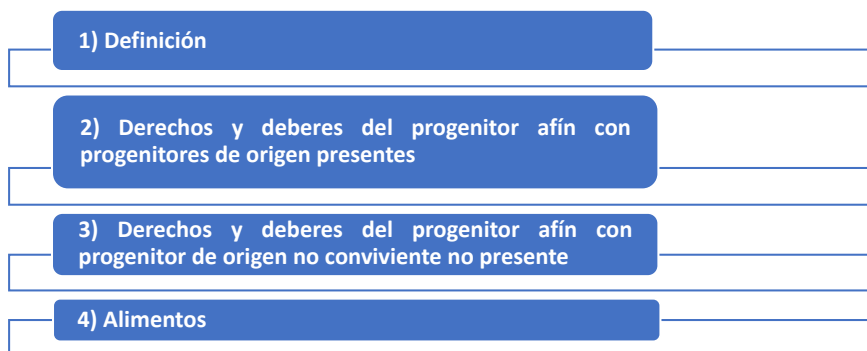 1) Definición
2) Derechos y deberes del progenitor afín con
progenitores de origen presentes
3) Derechos y deberes del progenitor afín con
progenitor de origen no conviviente no presente
4) Alimentos